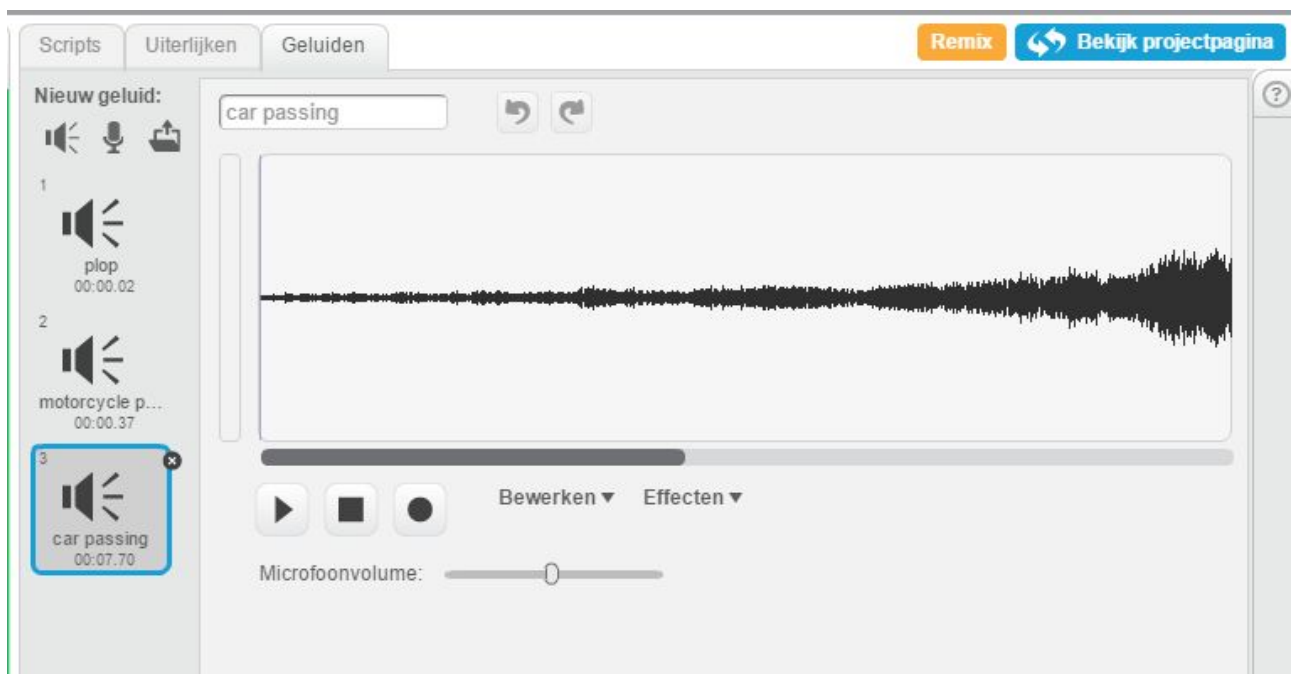 Scripts Uiterlijken Geluiden Remix Bekijk projectpagina
Nieuw geluid:
car passing
?
1
plop
00:00.02
2
motorcycle p...
00:00.37
3
car passing
00:07.70
Bewerken Effecten
Microfoonvolume: